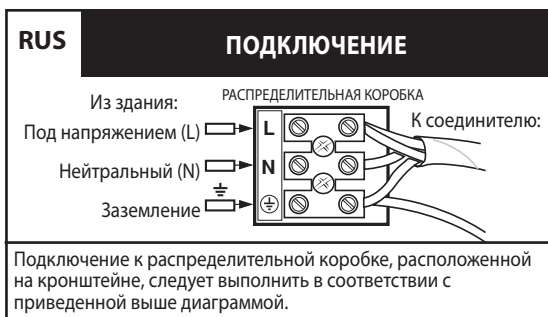 RUS
ПОДКЛЮЧЕНИЕ
РАСПРЕДЕЛИТЕЛЬНАЯ КОРОБКА
Из здания:
К соединителю:
Под напряжением (L)
L
Нейтральный (N)
N
Заземление
Подключение к распределительной коробке, расположенной
на кронштейне, следует выполнить в соответствии с
приведенной выше диаграммой.